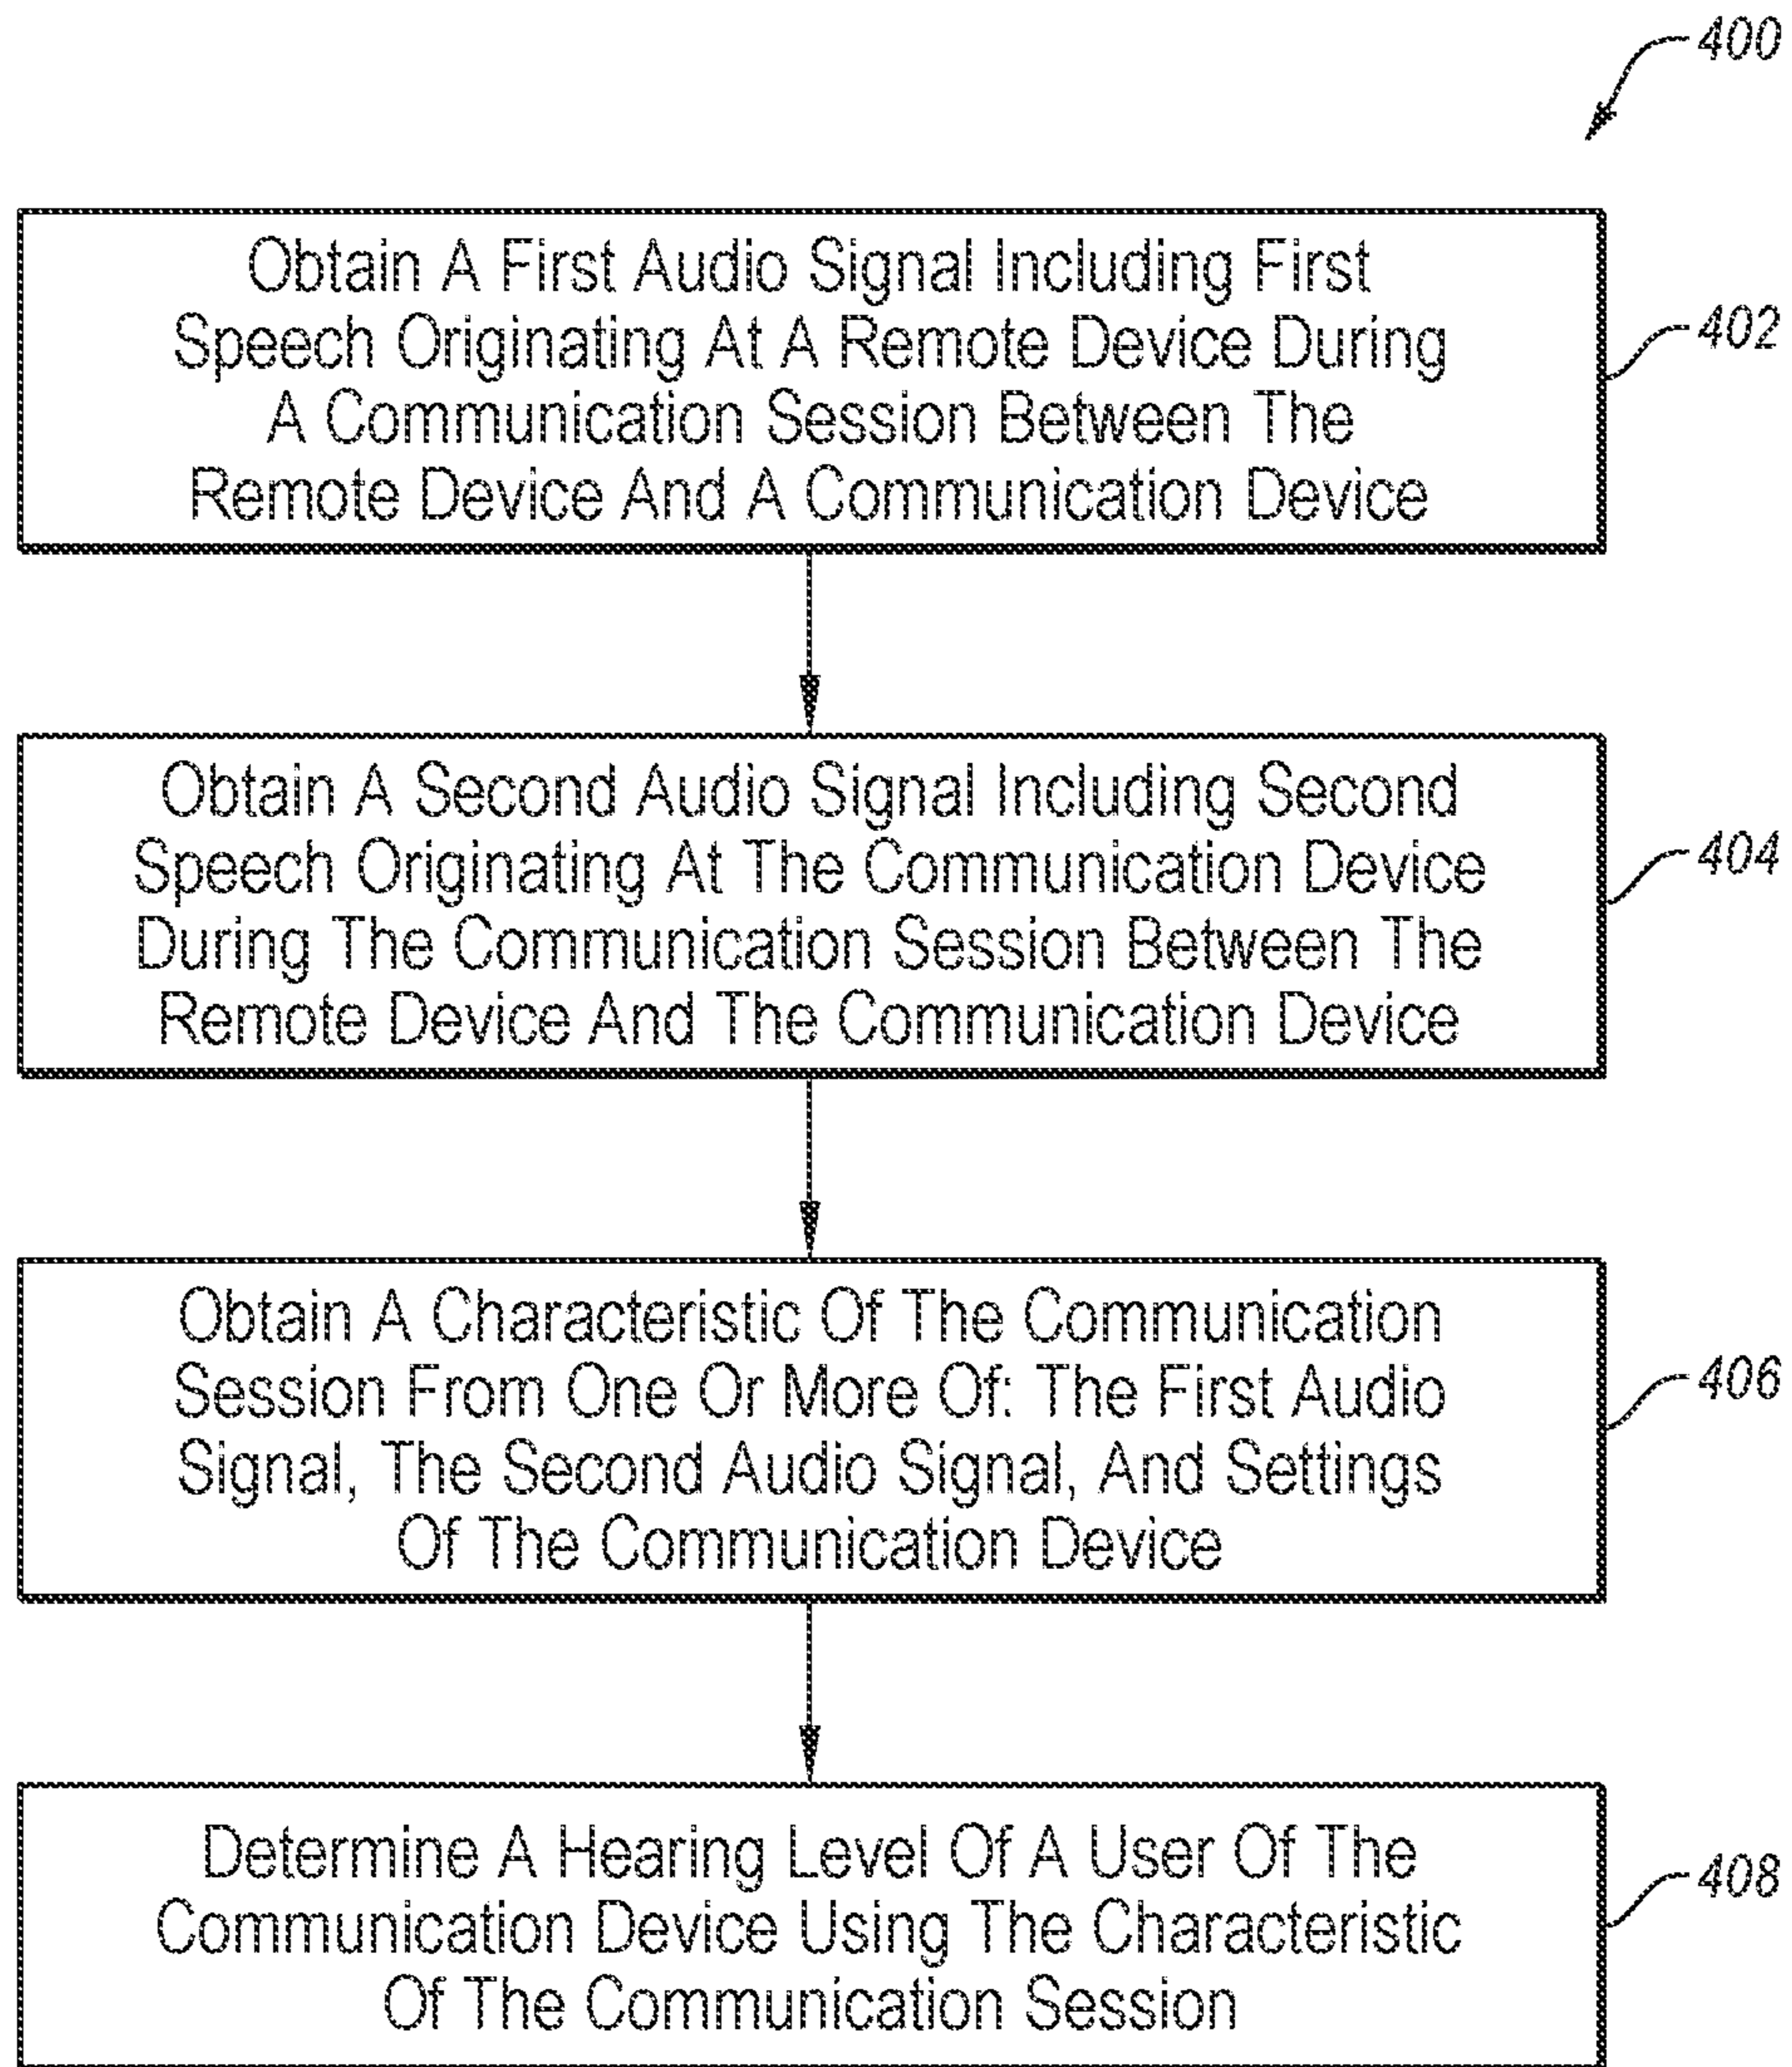 400
Obtain A First Audio Signal Including First
Speech Originating At A Remote Device During
A Communication Session Between The
Remote Device And A Communication Device
402
Obtain A Second Audio Signal Including Second
Speech Originating At The Communication Device
During The Communication Session Between The
Remote Device And The Communication Device
404
Obtain A Characteristic Of The Communication
Session From One Or More Of: The First Audio
Signal, The Second Audio Signal, And Settings
Of The Communication Device
406
Determine A Hearing Level Of A User Of The
Communication Device Using The Characteristic
Of The Communication Session
408